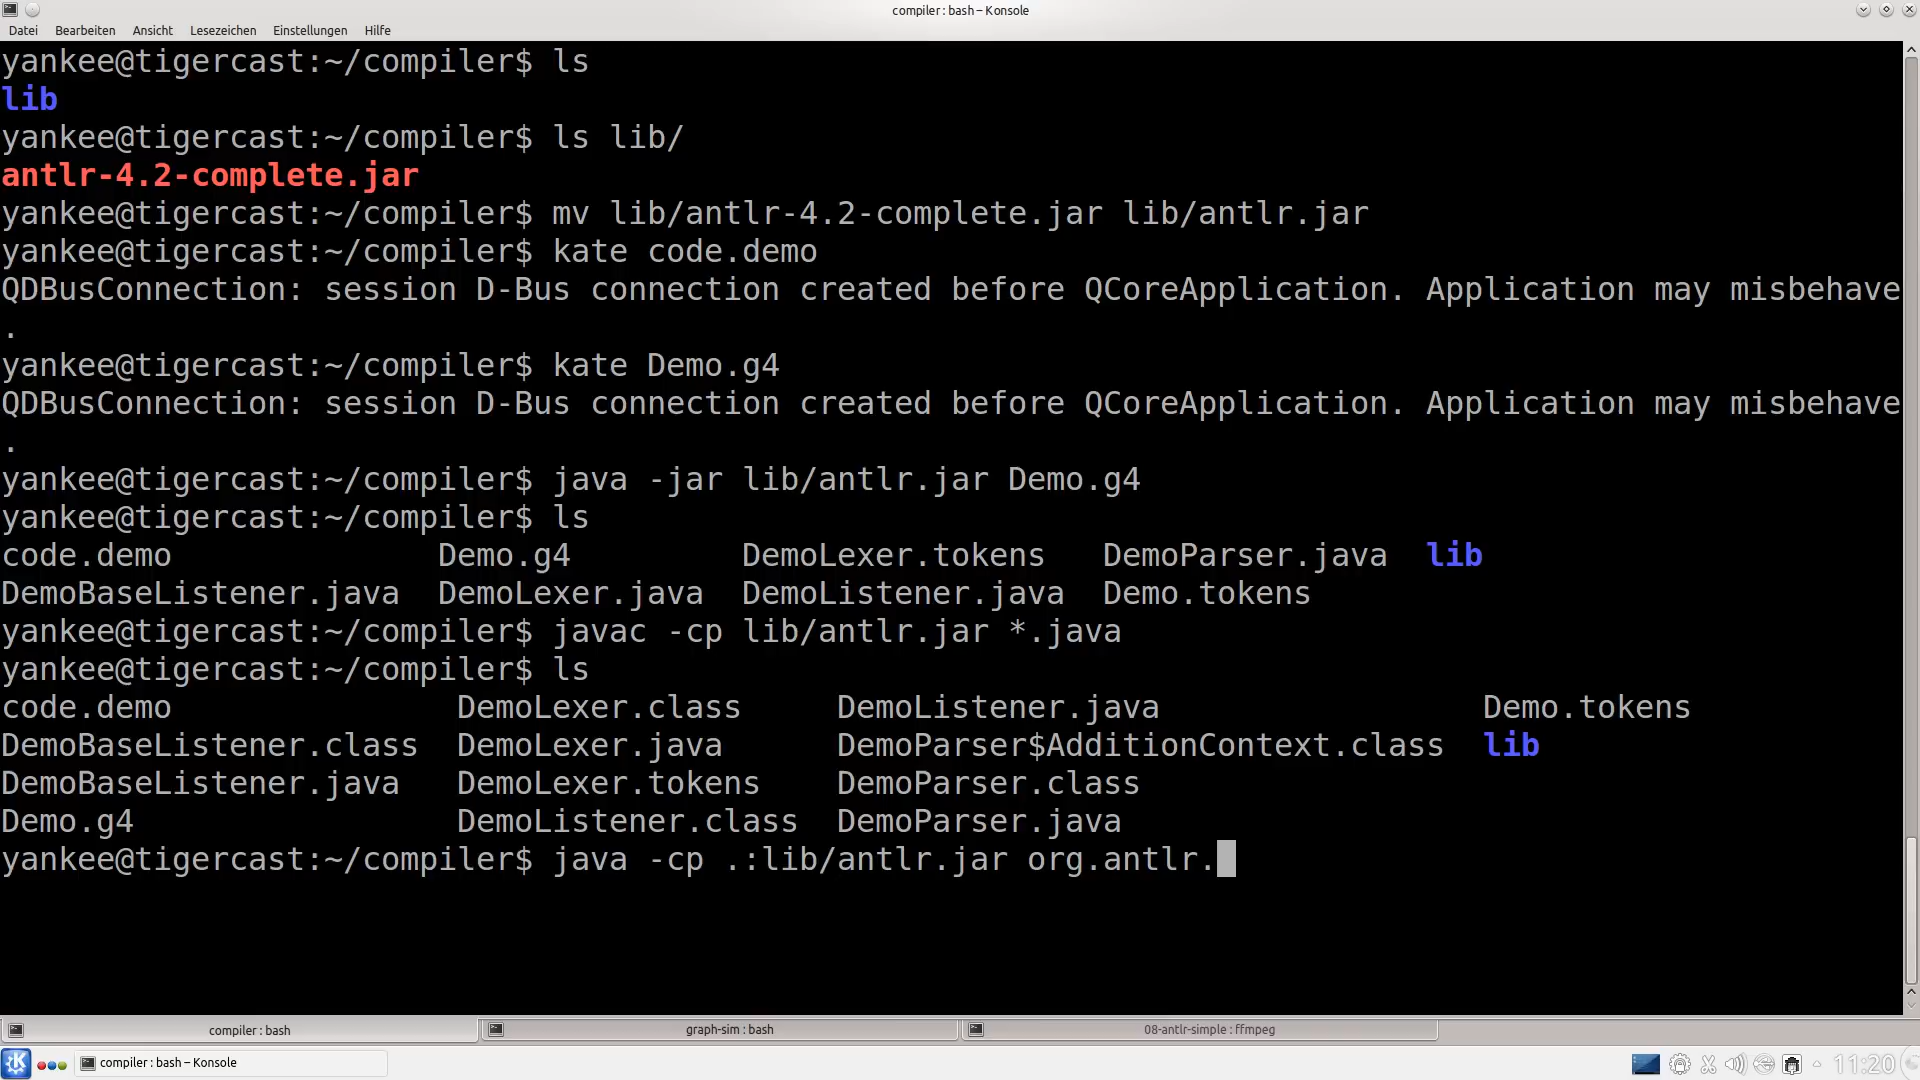 compiler : bash – Konsole
Datei Bearbeiten Ansicht Lesezeichen Einstellungen Hilfe
yankee@tigercast:~/compiler$ ls
lib
yankee@tigercast:~/compiler$ ls lib/
antlr-4.2-complete.jar
yankee@tigercast:~/compiler$ mv lib/antlr-4.2-complete.jar lib/antlr.jar
yankee@tigercast:~/compiler$ kate code.demo
QDBusConnection: session D-Bus connection created before QCoreApplication. Application may misbehave
.
yankee@tigercast:~/compiler$ kate Demo.g4
QDBusConnection: session D-Bus connection created before QCoreApplication. Application may misbehave
.
yankee@tigercast:~/compiler$ java -jar lib/antlr.jar Demo.g4
yankee@tigercast:~/compiler$ ls
code.demo Demo.g4 DemoLexer.tokens DemoParser.java lib
DemoBaseListener.java DemoLexer.java DemoListener.java Demo.tokens
yankee@tigercast:~/compiler$ javac -cp lib/antlr.jar *.java
yankee@tigercast:~/compiler$ ls
code.demo DemoLexer.class DemoListener.java Demo.tokens
DemoBaseListener.class DemoLexer.java DemoParser$AdditionContext.class lib
DemoBaseListener.java DemoLexer.tokens DemoParser.class
Demo.g4 DemoListener.class DemoParser.java
yankee@tigercast:~/compiler$ java -cp .:lib/antlr.jar org.antlr.
compiler : bash graph-sim : bash 08-antlr-simple : ffmpeg
compiler : bash – Konsole 11:20